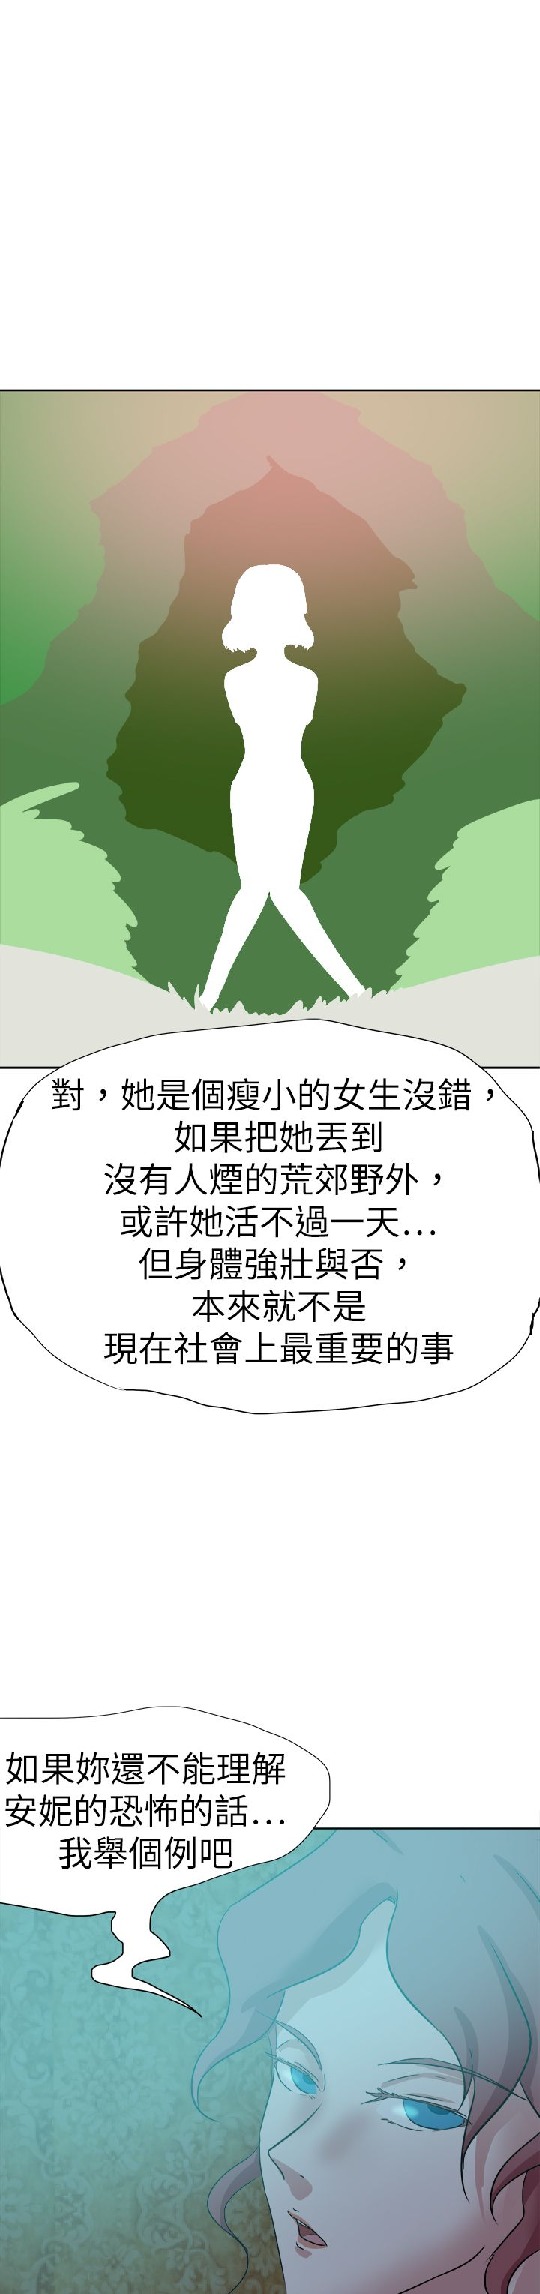 對，她是個瘦小的女生沒錯，
如果把她丟到
沒有人煙的荒郊野外，
或許她活不過一天...
但身體強壯與否，
本來就不是
現在社會上最重要的事
如果妳還不能理解
安妮的恐怖的話...
我舉個例吧